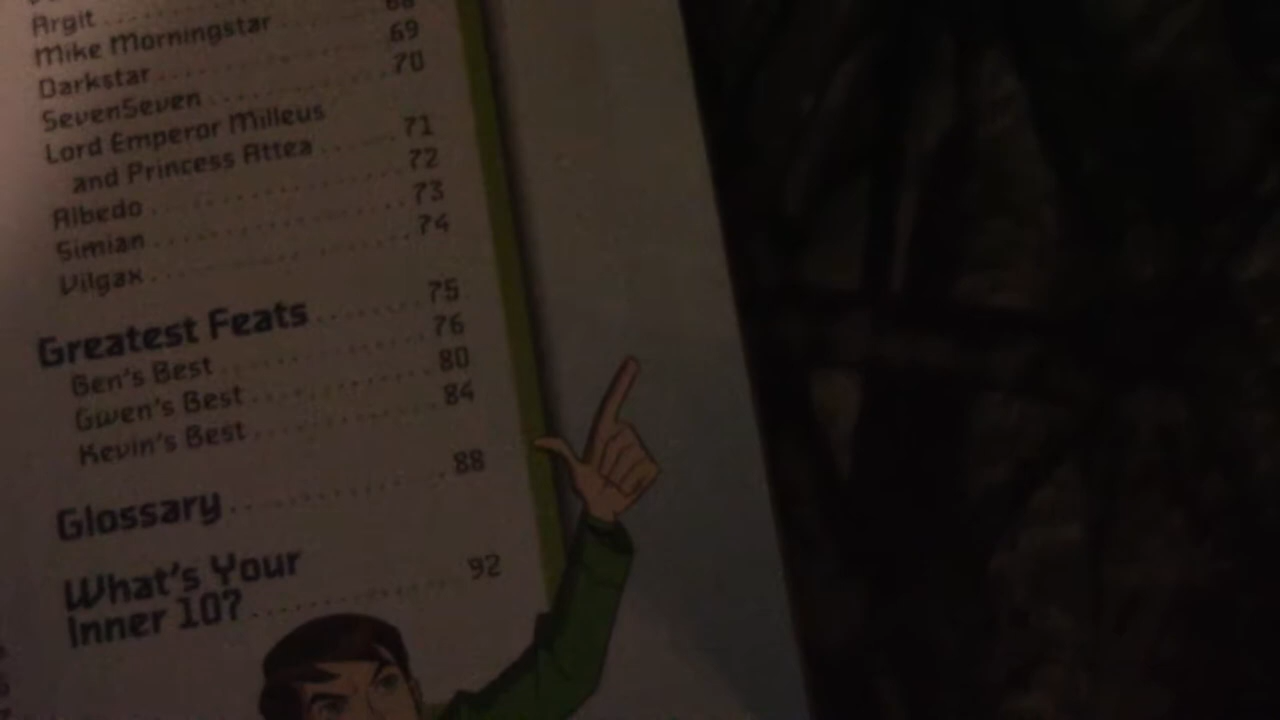 Argit
Mike Morningstar 68
Darkstar 69
SevenSeven 70
Lord Emperor Milleus
and Princess Attea 71
Albedo 72
Simian 73
Vilgax 74
Greatest Feats 75
Ben's Best 76
Gwen's Best 80
Kevin's Best 84
Glossary 88
What's Your
Inner 10? 92